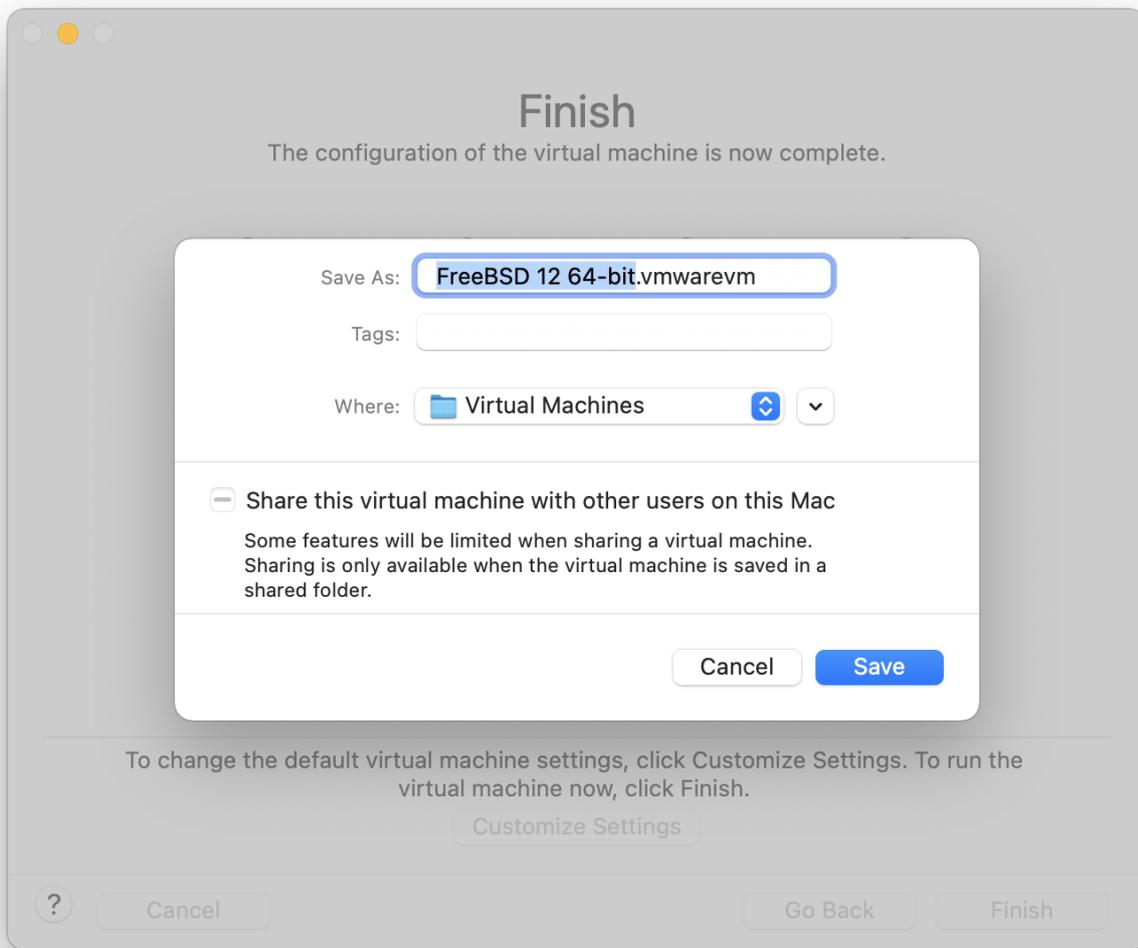 Finish
The configuration of the virtual machine is now complete.
Save As: FreeBSD 12 64-bit.vmwarevm
Tags:
Where: Virtual Machines
Share this virtual machine with other users on this Mac
Some features will be limited when sharing a virtual machine.
Sharing is only available when the virtual machine is saved in a
shared folder.
Cancel Save
To change the default virtual machine settings, click Customize Settings. To run the
virtual machine now, click Finish.
Customize Settings
? Cancel Go Back Finish